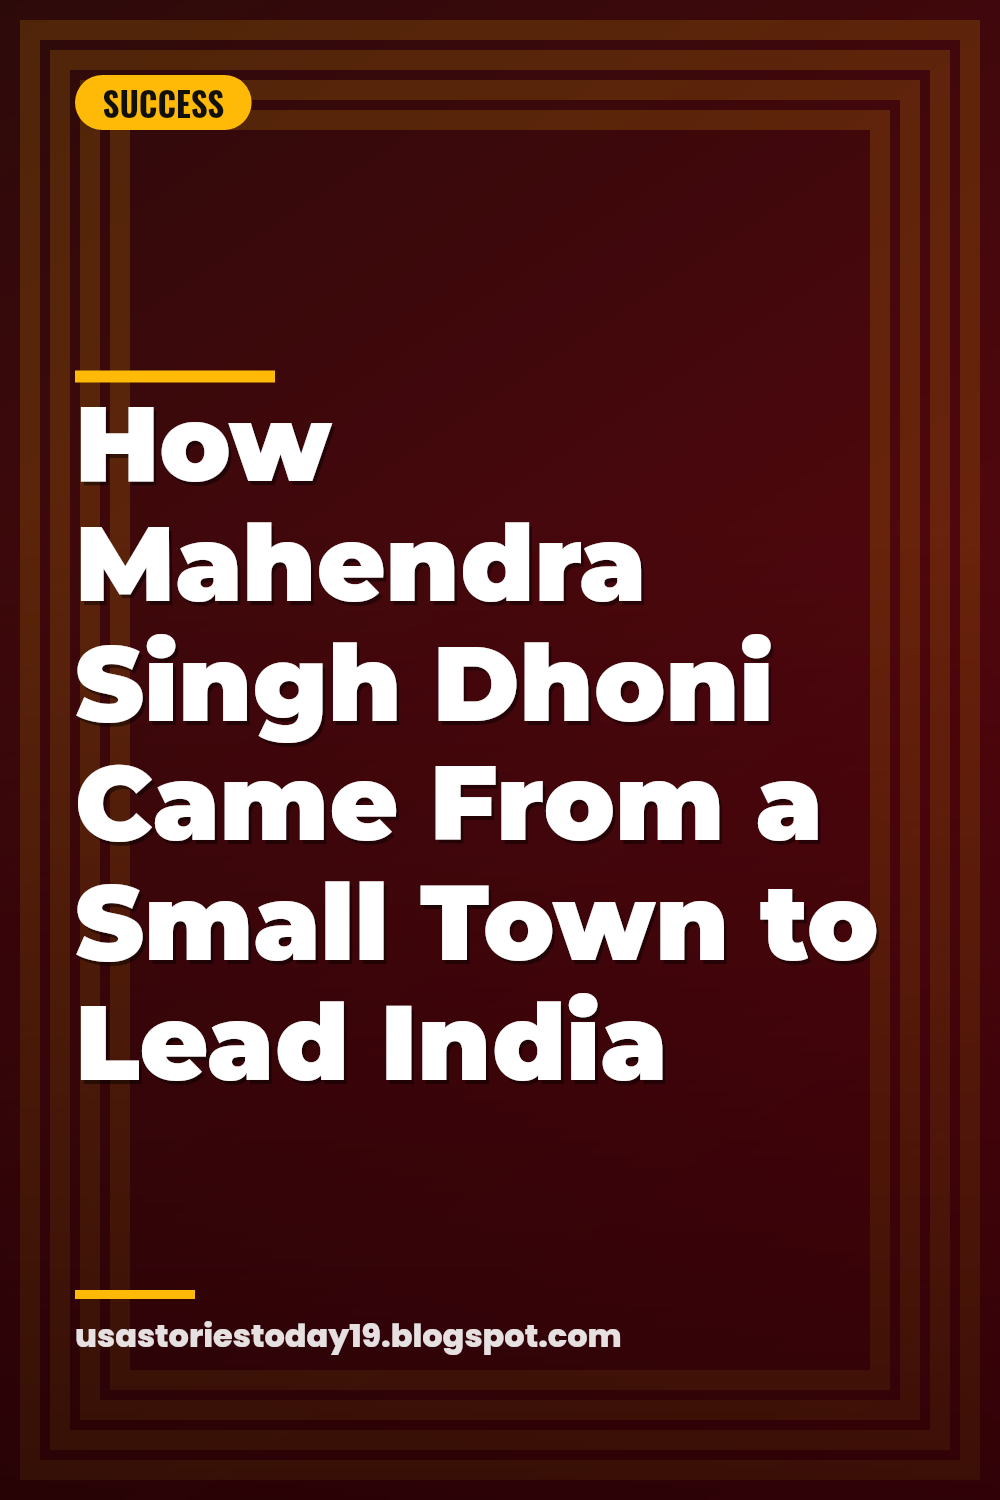 SUCCESS
How
Mahendra
Singh Dhoni
Came From a
Small Town to
Lead India
usastoriestoday19.blogspot.com